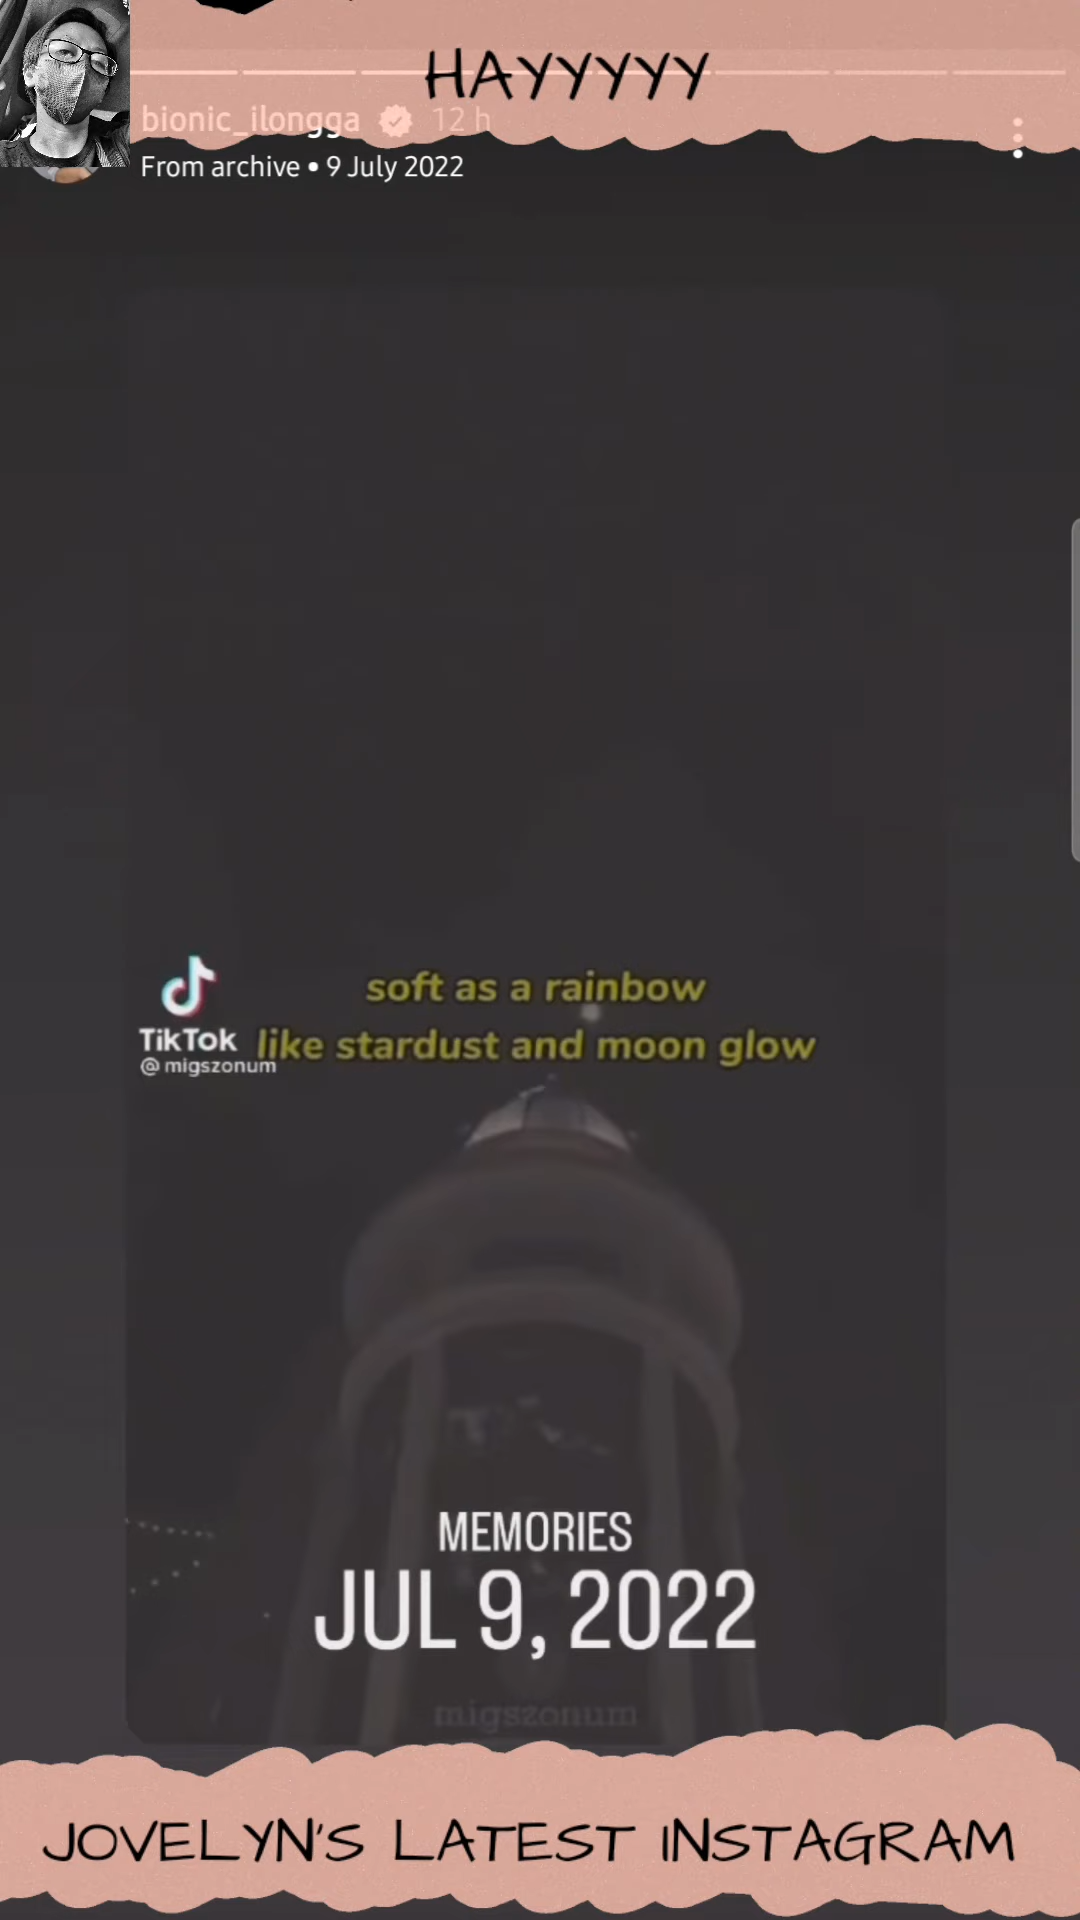 HAYYYYY
bionic_ilongga 12 h
From archive • 9 July 2022
soft as a rainbow
like stardust and moon glow
TikTok
@migszonum
MEMORIES
JUL 9, 2022
migszonum
JOVELYN'S LATEST INSTAGRAM